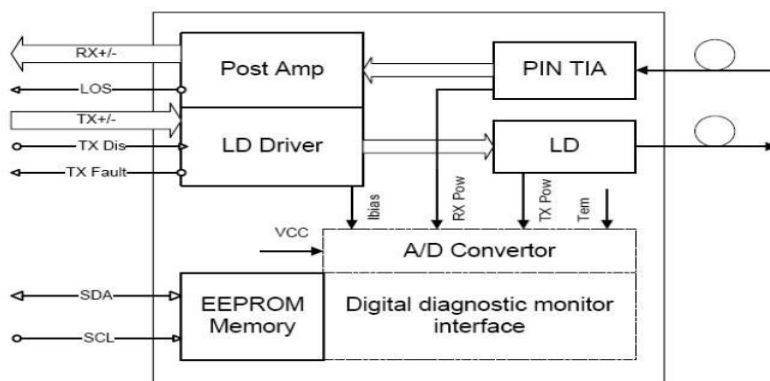 RX+/-
Post Amp
PIN TIA
LOS
TX+/-
TX Dis
LD Driver
LD
TX Fault
Ibias
RX Pow
TX Pow
Tem
VCC
A/D Convertor
SDA
EEPROM
Memory
Digital diagnostic monitor
interface
SCL